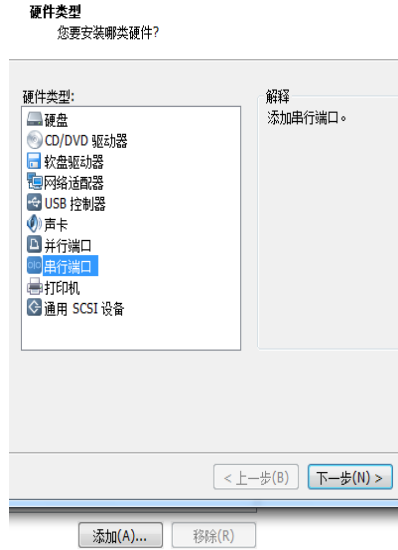 硬件类型
您要安装哪类硬件?
硬件类型:
硬盘
CD/DVD 驱动器
软盘驱动器
网络适配器
USB 控制器
声卡
并行端口
串行端口
打印机
通用 SCSI 设备
解释
添加串行端口。
< 上一步(B)
下一步(N) >
添加(A)...
移除(R)